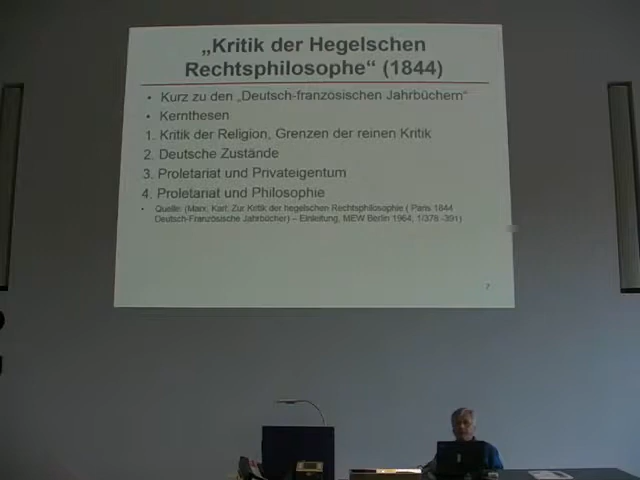 „Kritik der Hegelschen
Rechtsphilosophe“ (1844)
• Kurz zu den „Deutsch-französischen Jahrbüchern“
• Kernthesen
1. Kritik der Religion, Grenzen der reinen Kritik
2. Deutsche Zustände
3. Proletariat und Privateigentum
4. Proletariat und Philosophie
• Quelle: (Marx, Karl: Zur Kritik der hegelschen Rechtsphilosophie ( Paris 1844
Deutsch-Französische Jahrbücher) – Einleitung, MEW Berlin 1964, 1/378 -391)
7